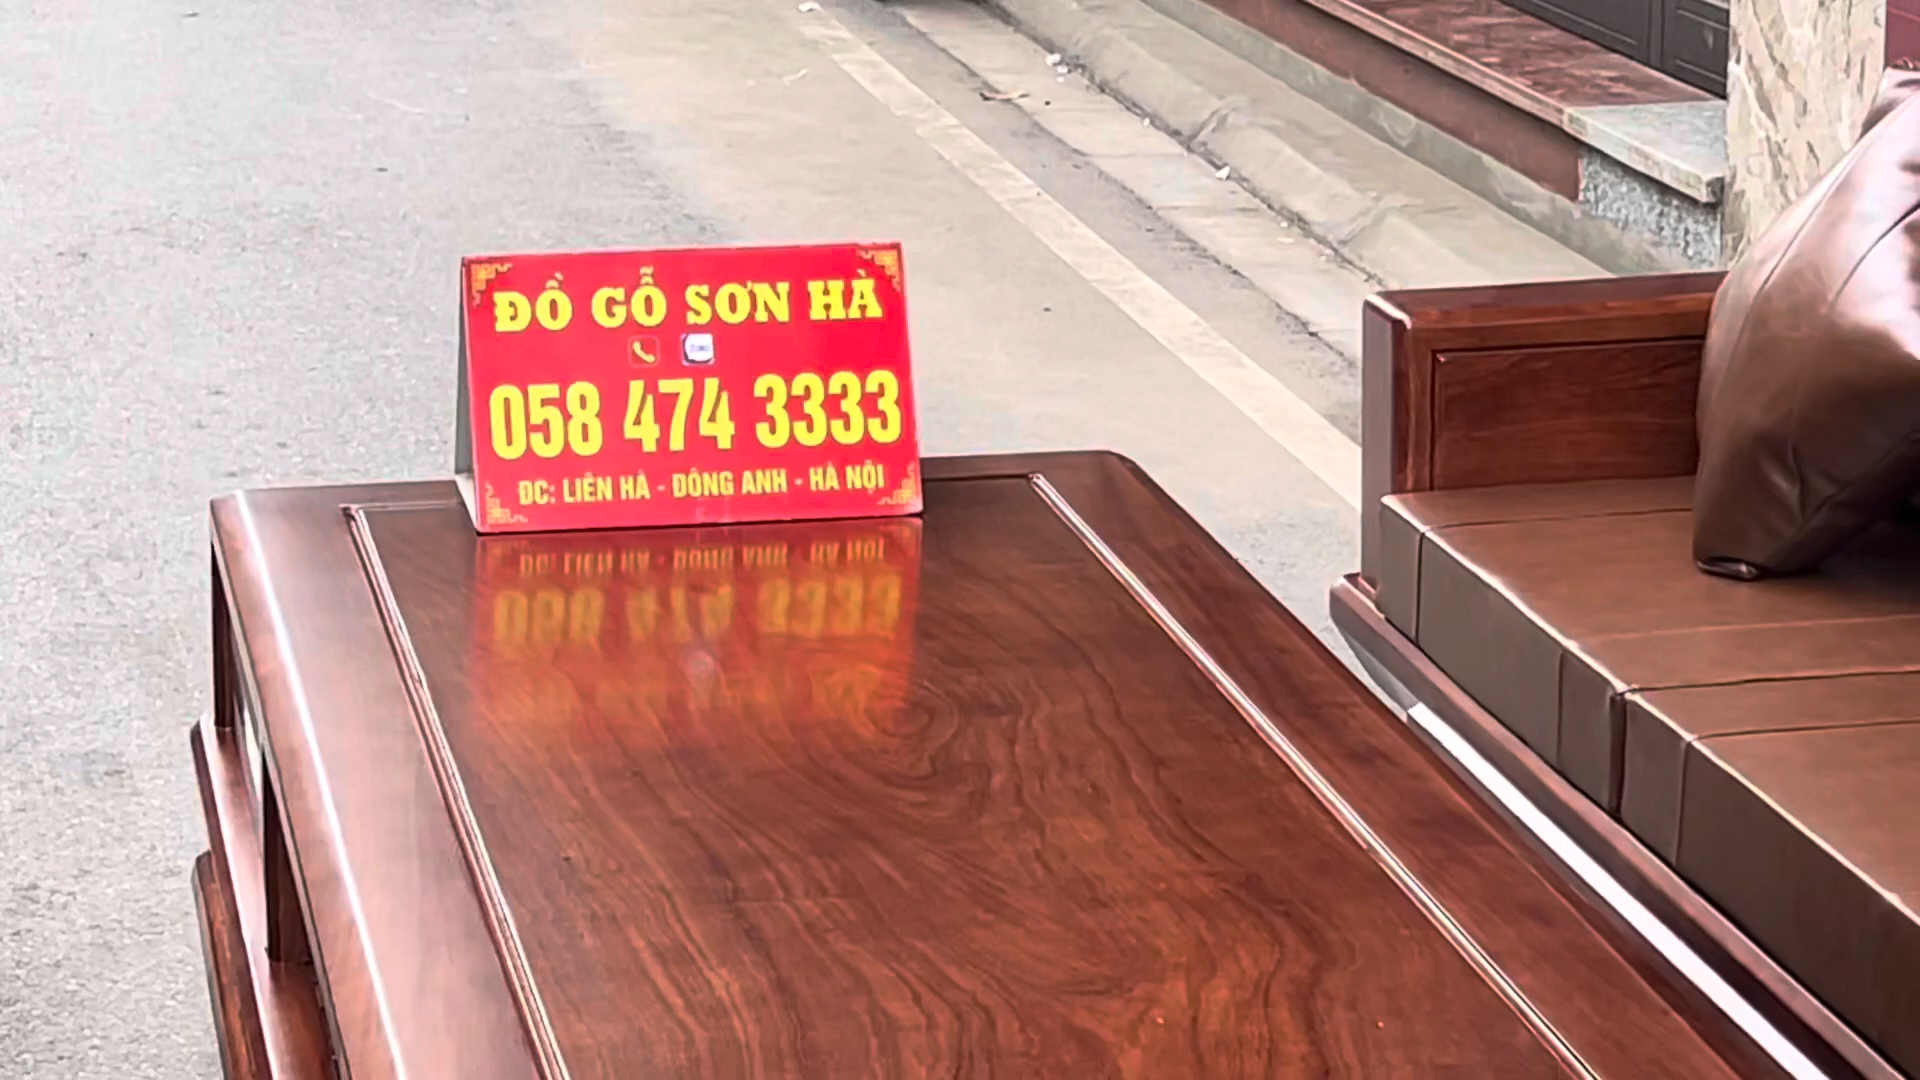 ĐỒ GỖ SƠN HÀ
058 474 3333
ĐC: LIÊN HÀ - ĐÔNG ANH - HÀ NỘI